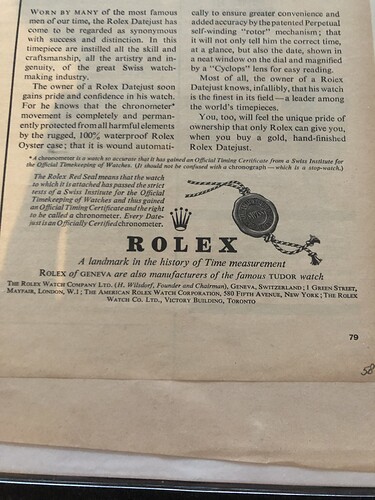 WORN BY MANY of the most famous
men of our time, the Rolex Datejust has
come to be regarded as synonymous
with success and distinction. In this
timepiece are instilled all the skill and
craftsmanship, all the artistry and in-
genuity, of the great Swiss watch-
making industry.
The owner of a Rolex Datejust soon
gains pride and confidence in his watch.
For he knows that the chronometer*
movement is completely and perman-
ently protected from all harmful elements
by the rugged, 100% waterproof Rolex
Oyster case; that it is wound automati-
cally to ensure greater convenience and
added accuracy by the patented Perpetual
self-winding "rotor" mechanism; that
it will not only tell him the correct time,
at a glance, but also the date, shown in
a neat window on the dial and magnified
by a "Cyclops" lens for easy reading.
Most of all, the owner of a Rolex
Datejust knows, infallibly, that his watch
is the finest in its field—a leader among
the world's timepieces.
You, too, will feel the unique pride of
ownership that only Rolex can give you,
when you buy a gold, hand-finished
Rolex Datejust.
* A chronometer is a watch so accurate that it has gained an Official Timing Certificate from a Swiss Institute for
the Official Timekeeping of Watches. (It should not be confused with a chronograph—which is a stop-watch.)
The Rolex Red Seal means that the watch
to which it is attached has passed the strict
tests of a Swiss Institute for the Official
Timekeeping of Watches and thus gained
an Official Timing Certificate and the right
to be called a chronometer. Every Date-
just is an Officially Certified chronometer.
ROLEX
A landmark in the history of Time measurement
ROLEX OF GENEVA are also manufacturers of the famous TUDOR watch
THE ROLEX WATCH COMPANY LTD. (H. Wilsdorf, Founder and Chairman), GENEVA, SWITZERLAND; 1 GREEN STREET,
MAYFAIR, LONDON, W.1; THE AMERICAN ROLEX WATCH CORPORATION, 580 FIFTH AVENUE, NEW YORK; THE ROLEX
WATCH CO. LTD., VICTORY BUILDING, TORONTO
79
58